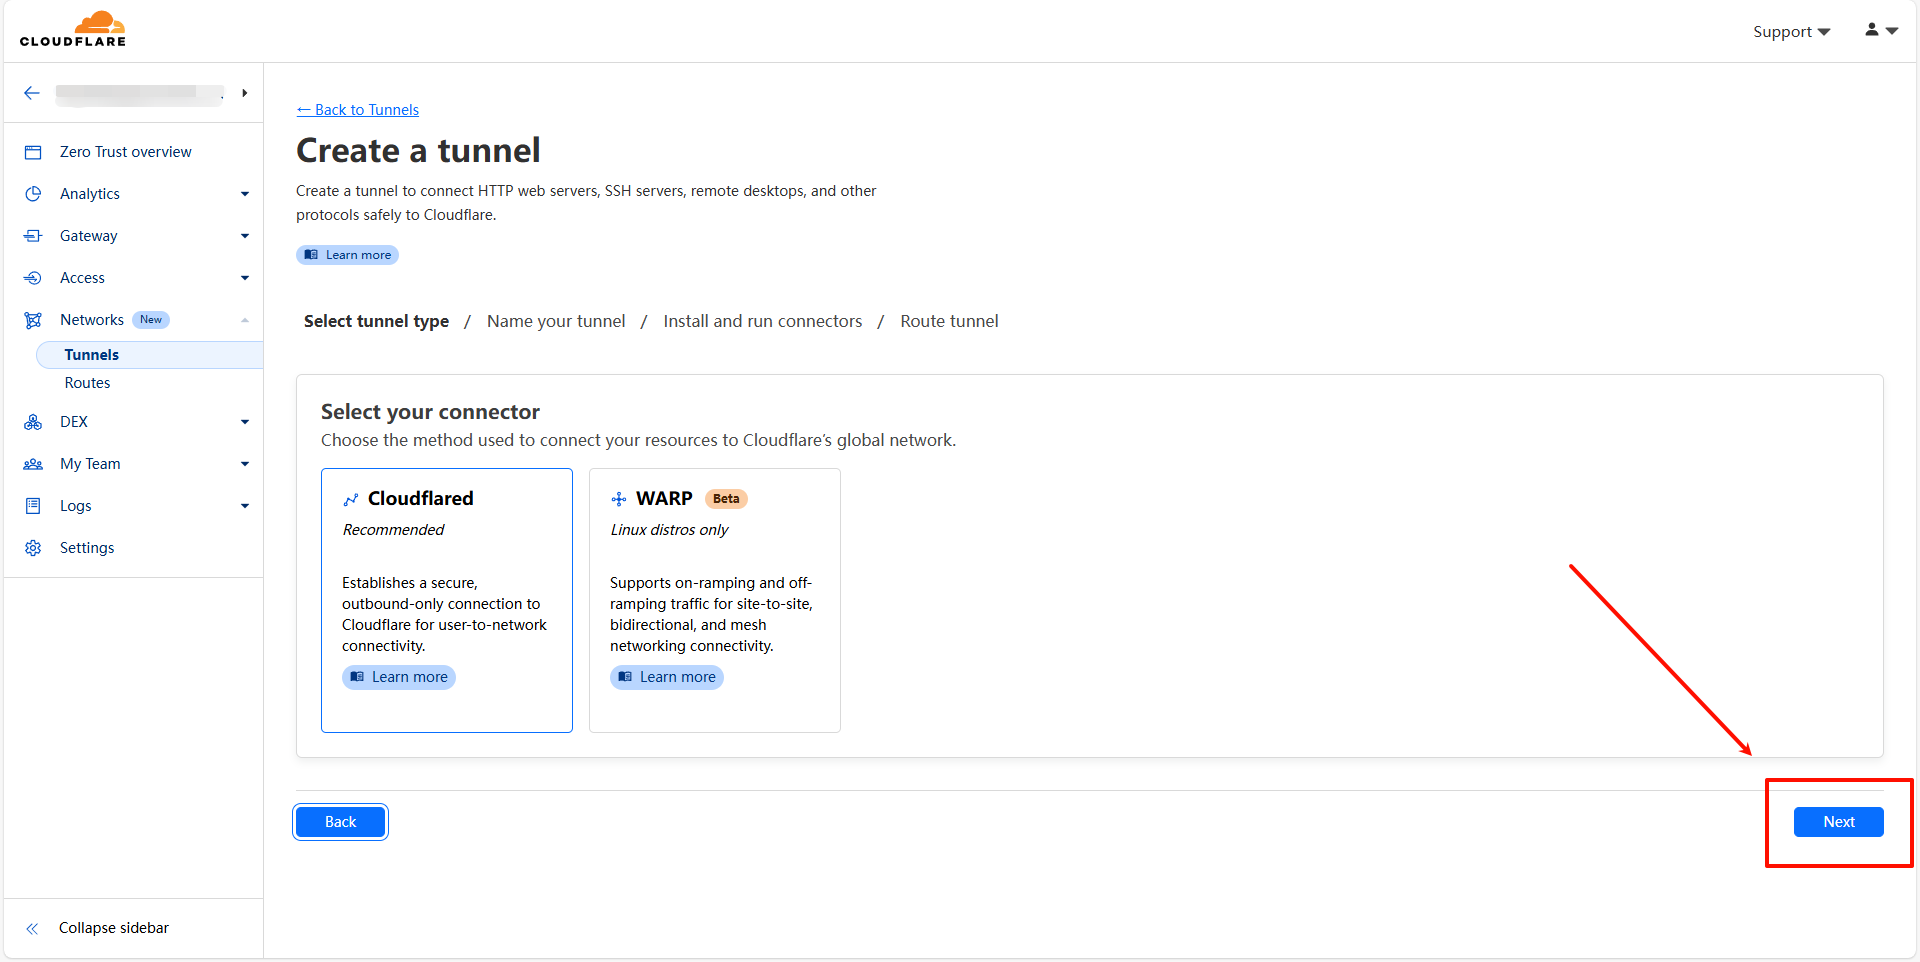 CLOUDFLARE
Support
Zero Trust overview
Analytics
Gateway
Access
Networks New
Tunnels
Routes
DEX
My Team
Logs
Settings
Collapse sidebar
← Back to Tunnels
Create a tunnel
Create a tunnel to connect HTTP web servers, SSH servers, remote desktops, and other
protocols safely to Cloudflare.
Learn more
Select tunnel type / Name your tunnel / Install and run connectors / Route tunnel
Select your connector
Choose the method used to connect your resources to Cloudflare’s global network.
Cloudflared
Recommended
Establishes a secure,
outbound-only connection to
Cloudflare for user-to-network
connectivity.
Learn more
WARP Beta
Linux distros only
Supports on-ramping and off-
ramping traffic for site-to-site,
bidirectional, and mesh
networking connectivity.
Learn more
Back
Next